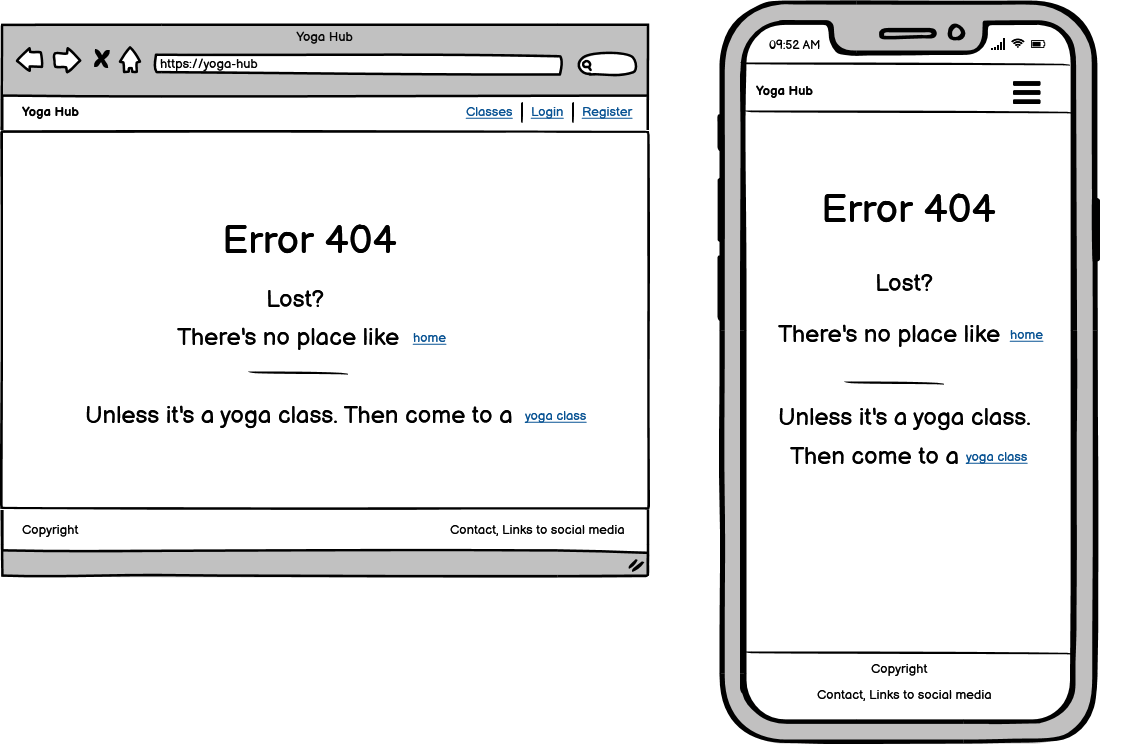 Yoga Hub
https://yoga-hub
Yoga Hub
Classes Login Register
Error 404
Lost?
There's no place like home
Unless it's a yoga class. Then come to a yoga class
Copyright
Contact, Links to social media
09:52 AM
Yoga Hub
Error 404
Lost?
There's no place like home
Unless it's a yoga class.
Then come to a yoga class
Copyright
Contact, Links to social media